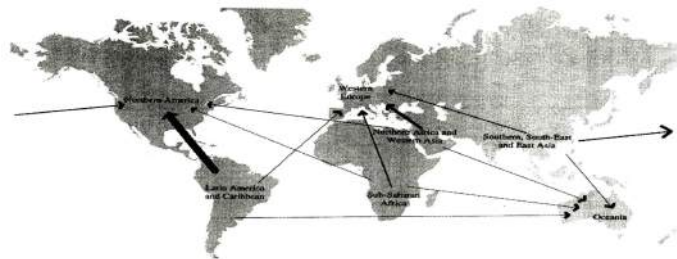 Northern America
Western
Europe
Northern Africa and
Western Asia
Southern, South-East
and East Asia
Latin America
and Caribbean
Sub-Saharan
Africa
Oceania